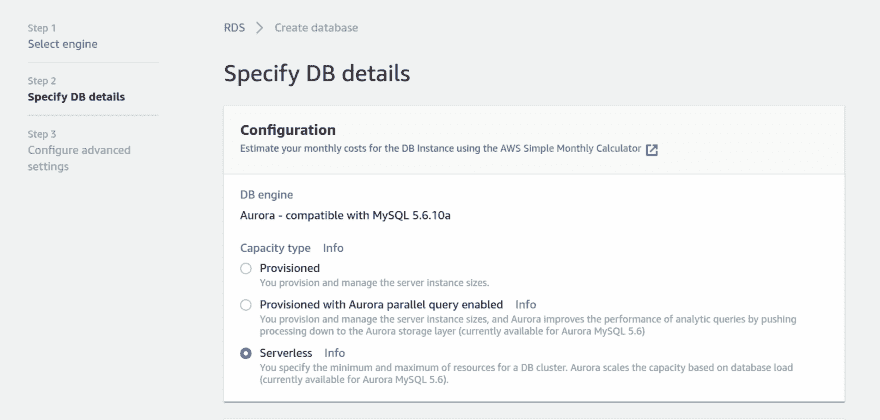 Step 1
Select engine
Step 2
Specify DB details
Step 3
Configure advanced
settings
RDS > Create database
Specify DB details
Configuration
Estimate your monthly costs for the DB Instance using the AWS Simple Monthly Calculator
DB engine
Aurora - compatible with MySQL 5.6.10a
Capacity type Info
Provisioned
You provision and manage the server instance sizes.
Provisioned with Aurora parallel query enabled Info
You provision and manage the server instance sizes, and Aurora improves the performance of analytic queries by pushing
processing down to the Aurora storage layer (currently available for Aurora MySQL 5.6)
Serverless Info
You specify the minimum and maximum of resources for a DB cluster. Aurora scales the capacity based on database load
(currently available for Aurora MySQL 5.6).